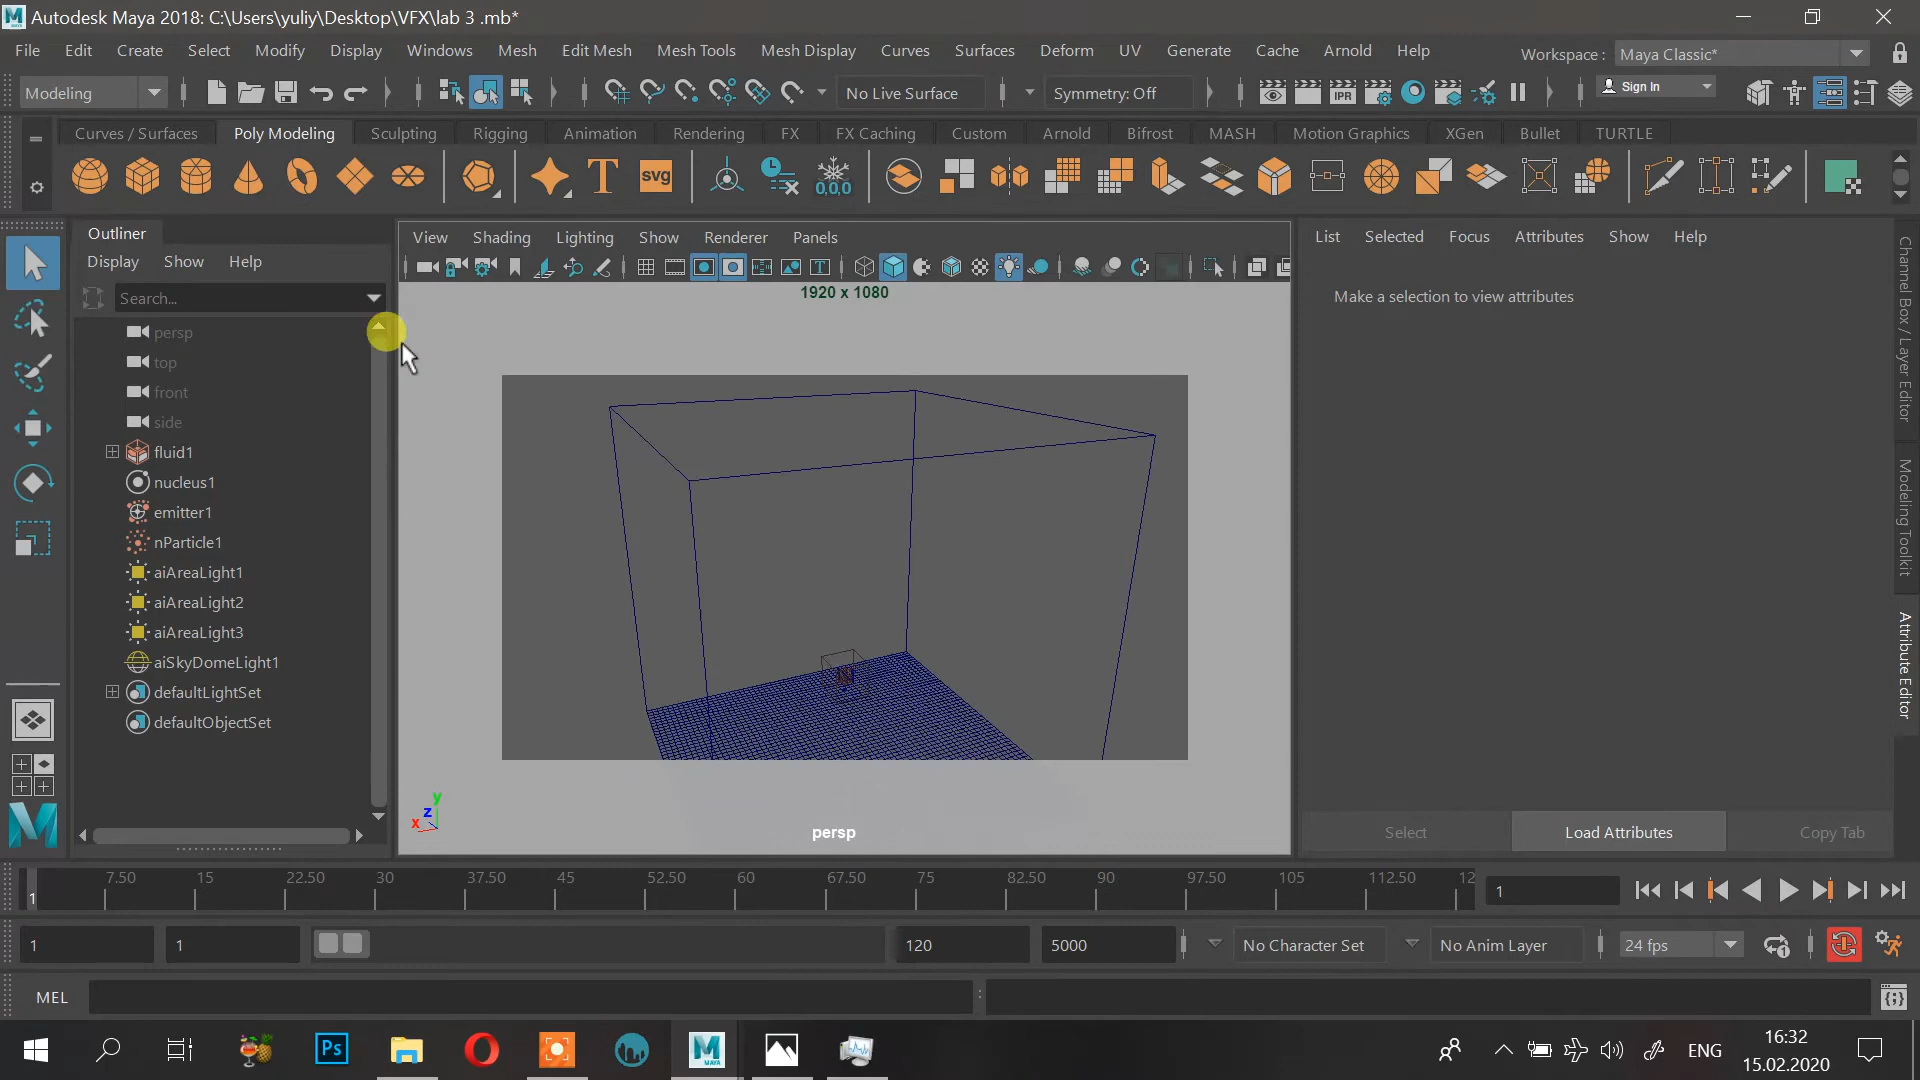 Autodesk Maya 2018: C:\Users\yuliy\Desktop\VFX\lab 3 .mb*
File Edit Create Select Modify Display Windows Mesh Edit Mesh Mesh Tools Mesh Display Curves Surfaces Deform UV Generate Cache Arnold Help Workspace : Maya Classic*
Modeling No Live Surface Symmetry: Off IPR Sign In
Curves / Surfaces Poly Modeling Sculpting Rigging Animation Rendering FX FX Caching Custom Arnold Bifrost MASH Motion Graphics XGen Bullet TURTLE
T svg 0,0,0
Outliner
Display Show Help
Search...
persp
top
front
side
fluid1
nucleus1
emitter1
nParticle1
aiAreaLight1
aiAreaLight2
aiAreaLight3
aiSkyDomeLight1
defaultLightSet
defaultObjectSet
View Shading Lighting Show Renderer Panels
1920 x 1080
y
z
x
persp
List Selected Focus Attributes Show Help
Make a selection to view attributes
Select Load Attributes Copy Tab
Channel Box / Layer Editor
Modeling Toolkit
Attribute Editor
1 7.50 15 22.50 30 37.50 45 52.50 60 67.50 75 82.50 90 97.50 105 112.50 12 1
1 1 120 5000 No Character Set No Anim Layer 24 fps
MEL
Ps M MAYA ENG 16:32
15.02.2020